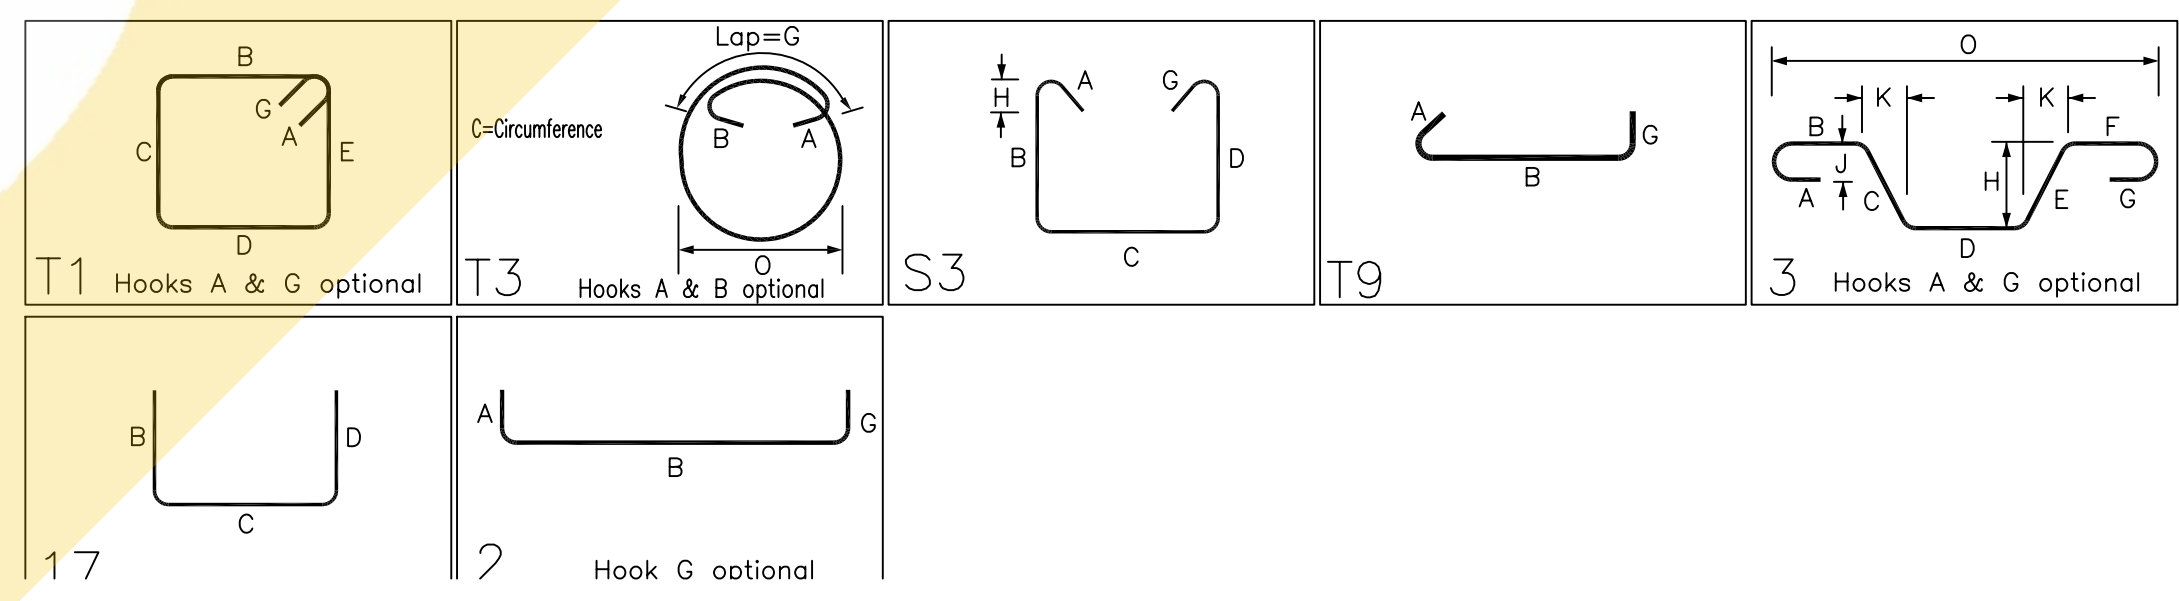 B
G
A
C
E
D
T1 Hooks A & G optional
Lap=G
C=Circumference
B
A
O
T3 Hooks A & B optional
H
A
G
B
D
C
S3
A
G
B
T9
O
K
K
B
F
J
H
A
C
E
G
D
3 Hooks A & G optional
B
D
C
17
A
G
B
2 Hook G optional